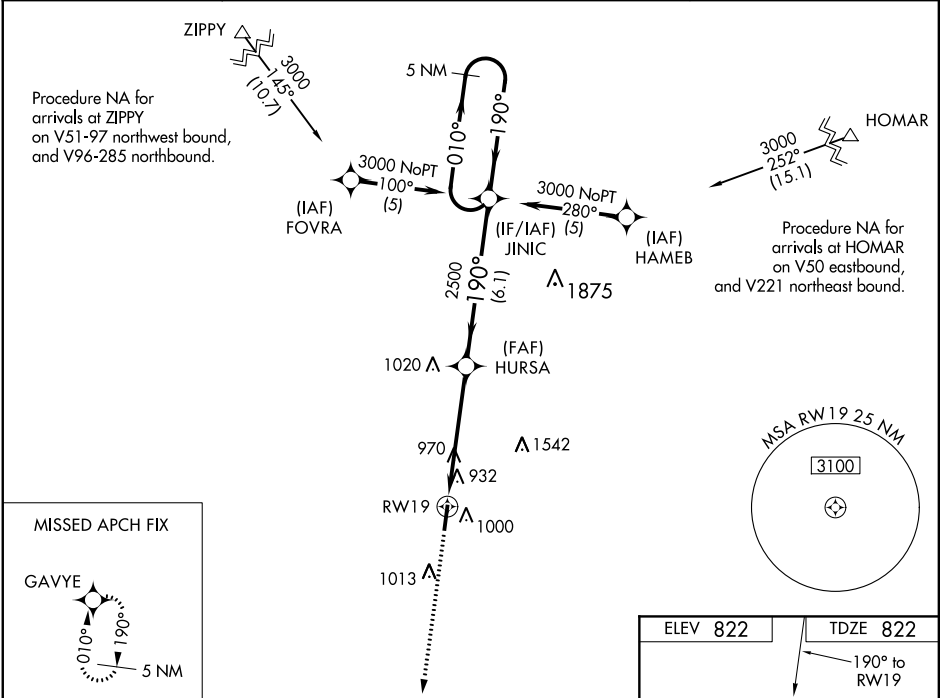 ZIPPY
3000
145°
(10.7)
Procedure NA for
arrivals at ZIPPY
on V51-97 northwest bound,
and V96-285 northbound.
5 NM
010°
190°
HOMAR
3000
252°
(15.1)
3000 NoPT
100°
(5)
(IAF)
FOVRA
3000 NoPT
280°
(5)
(IF/IAF)
JINIC
(IAF)
HAMEB
Procedure NA for
arrivals at HOMAR
on V50 eastbound,
and V221 northeast bound.
2500
190°
(6.1)
1875
(FAF)
HURSA
1020
970
1542
932
RW19
1000
1013
MSA RW19 25 NM
3100
MISSED APCH FIX
GAVYE
010°
190°
5 NM
ELEV 822
TDZE 822
190° to
RW19